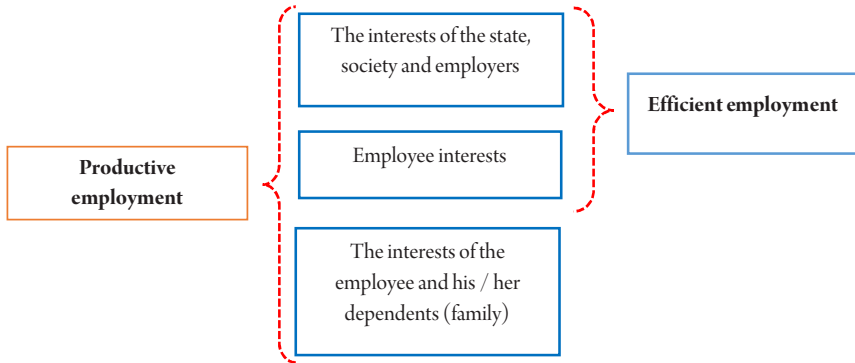 The interests of the state,
society and employers
Efficient employment
Employee interests
Productive
employment
The interests of the
employee and his / her
dependents (family)